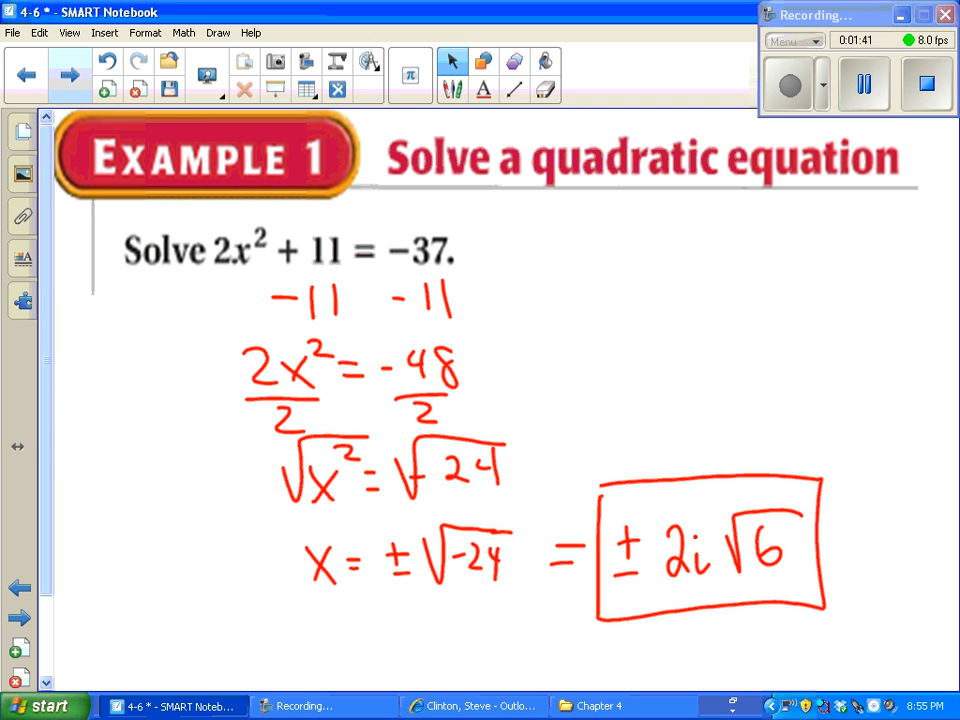 4-6 * - SMART Notebook
Recording...
File Edit View Insert Format Math Draw Help
Menu 0:01:41 8.0 fps
π
A
EXAMPLE 1 Solve a quadratic equation
Solve 2x² + 11 = −37.
−11 −11
2x² = −48
2 2
√x² = √−24
x = ± √−24 = ± 2i √6
start 4-6 * - SMART Noteb... Recording... Clinton, Steve - Outlo... Chapter 4 8:55 PM